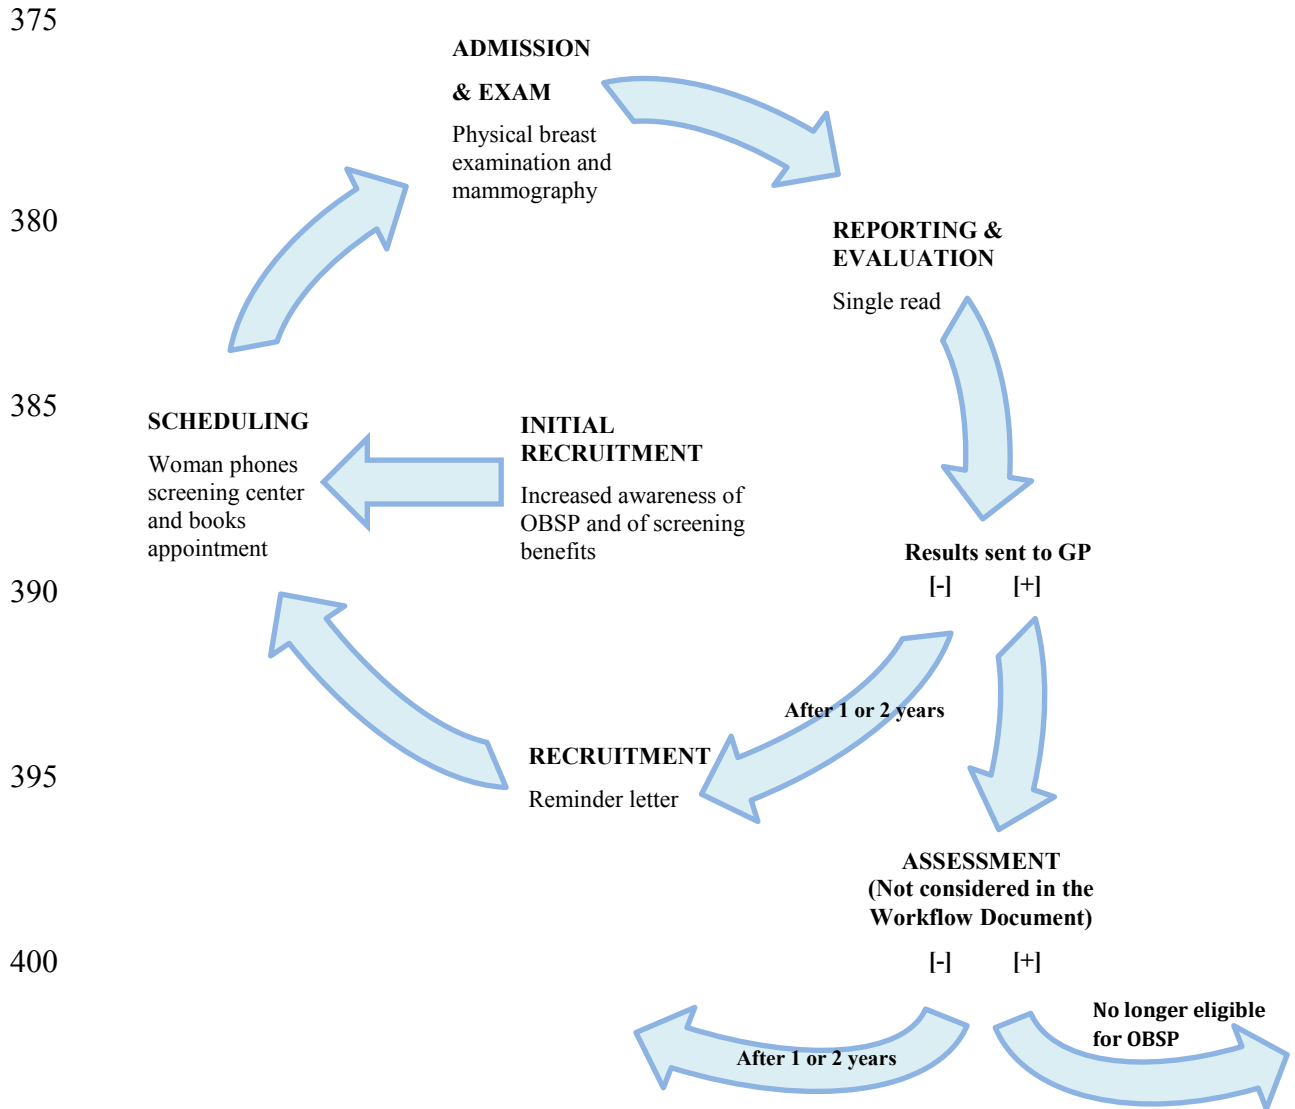 375
ADMISSION
& EXAM
Physical breast
examination and
mammography
380
REPORTING &
EVALUATION
Single read
385
SCHEDULING
Woman phones
screening center
and books
appointment
INITIAL
RECRUITMENT
Increased awareness of
OBSP and of screening
benefits
Results sent to GP
390
[-] [+]
After 1 or 2 years
RECRUITMENT
Reminder letter
395
ASSESSMENT
(Not considered in the
Workflow Document)
400
[-] [+]
No longer eligible
for OBSP
After 1 or 2 years